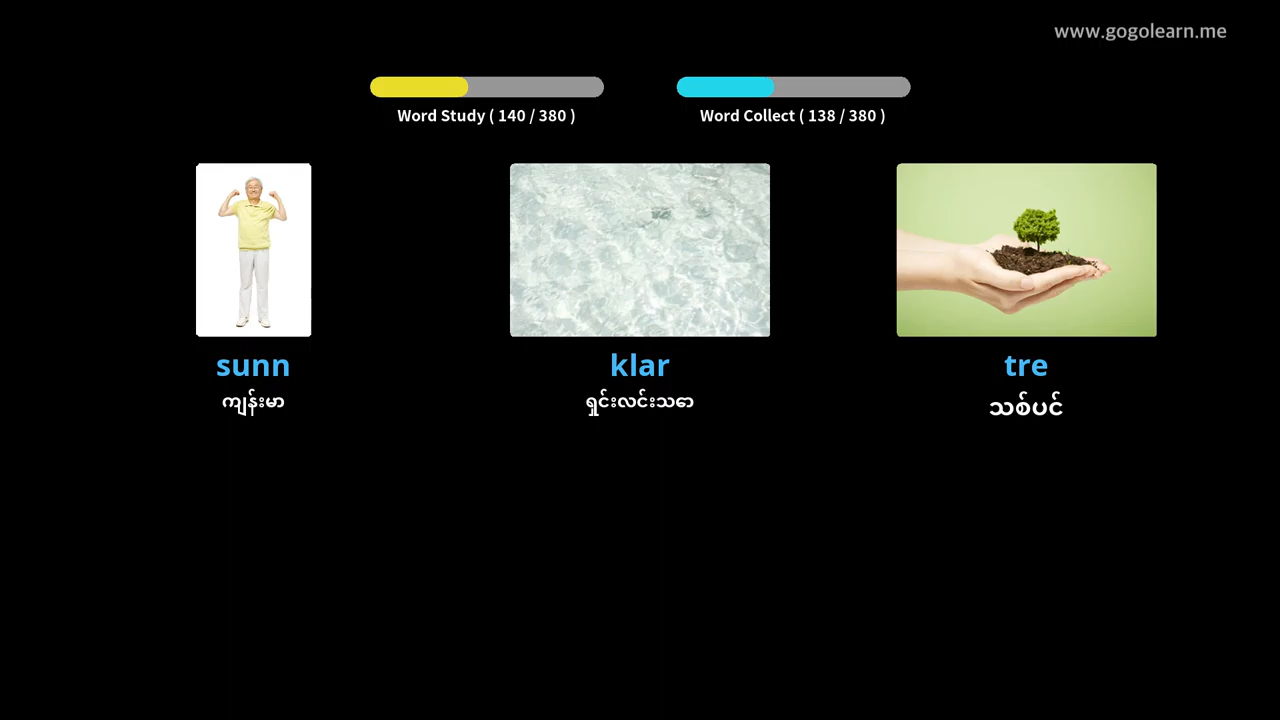 www.gogolearn.me
Word Study ( 140 / 380 )
Word Collect ( 138 / 380 )
sunn
klar
tre
ကျန်းမာ
ရှင်းလင်းသော
သစ်ပင်